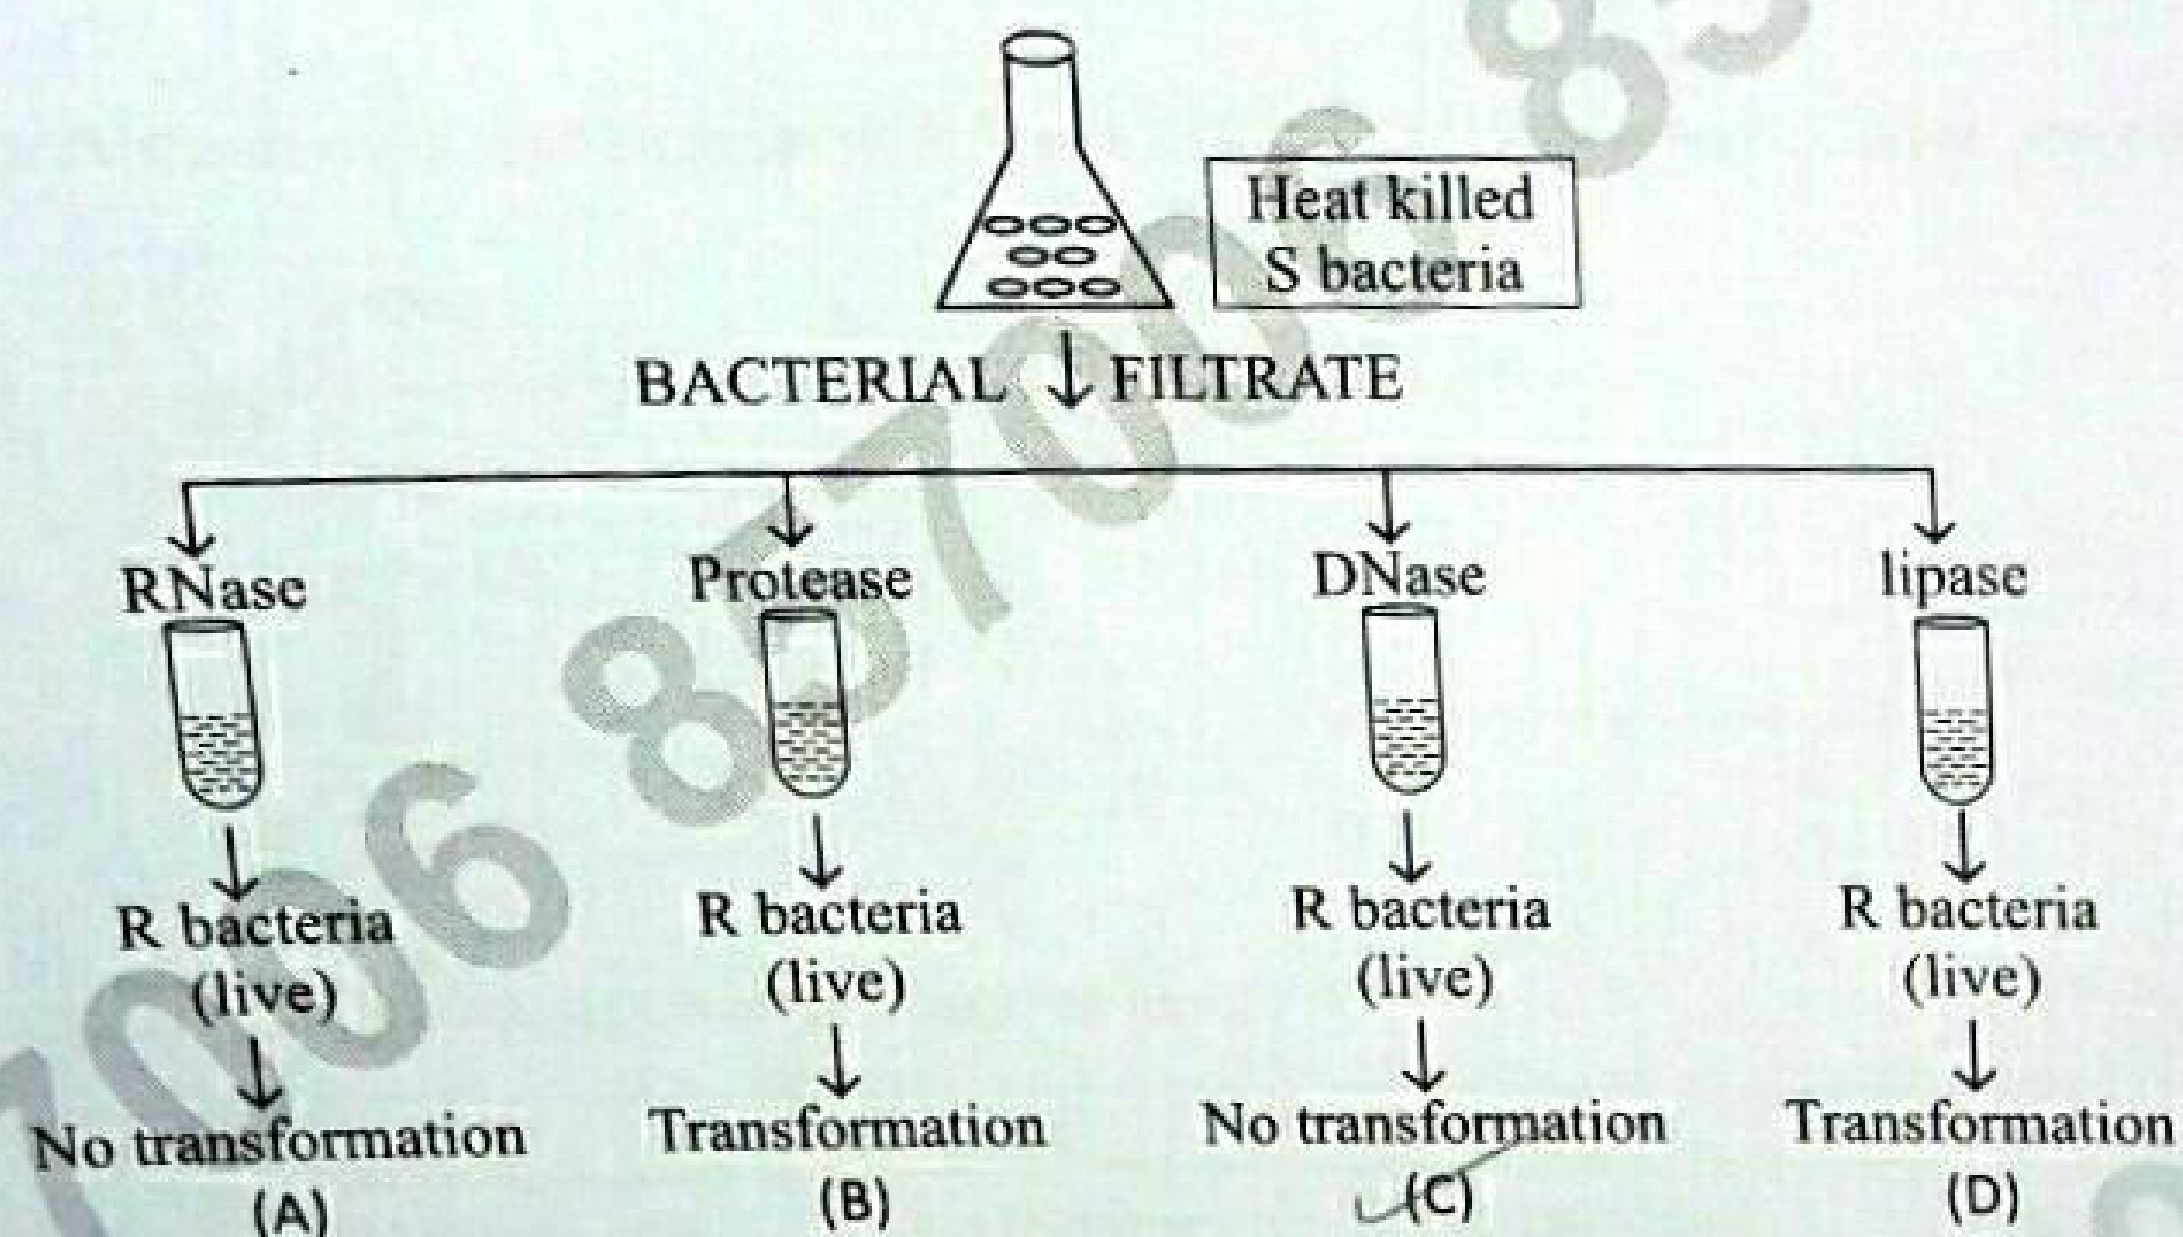 Heat killed
S bacteria
BACTERIAL FILTRATE
RNase Protease DNase lipase
R bacteria R bacteria R bacteria R bacteria
(live) (live) (live) (live)
No transformation Transformation No transformation Transformation
(A) (B) (C) (D)